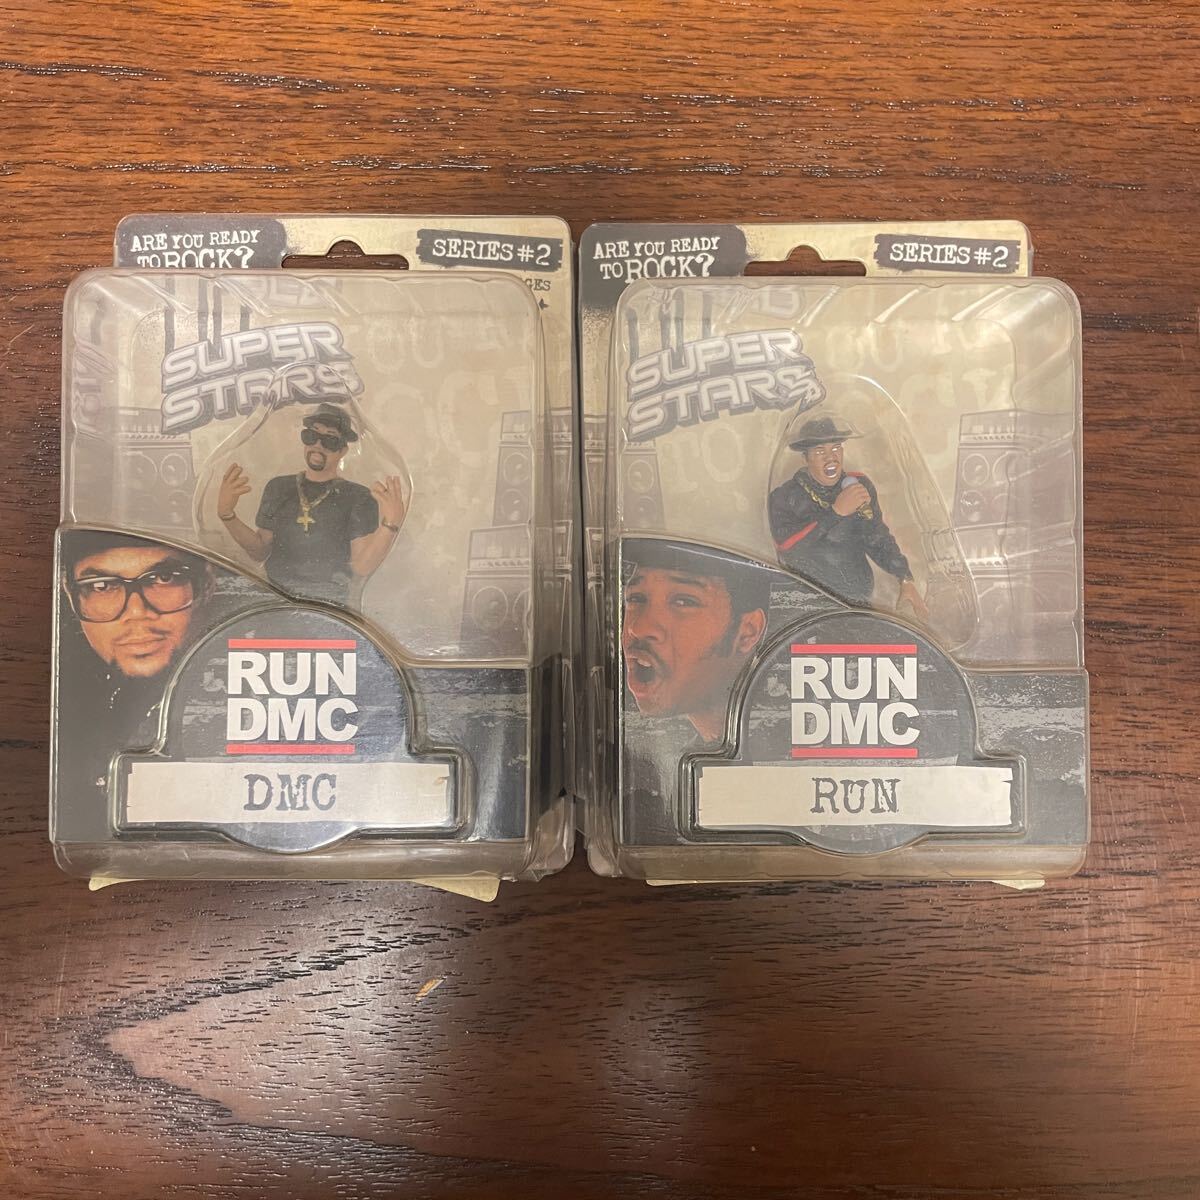 ARE YOU READY
TO ROCK?
SERIES #2
GES
SUPER
STARS
RUN
DMC
DMC
ARE YOU READY
TO ROCK?
SERIES #2
SUPER
STARS
RUN
DMC
RUN